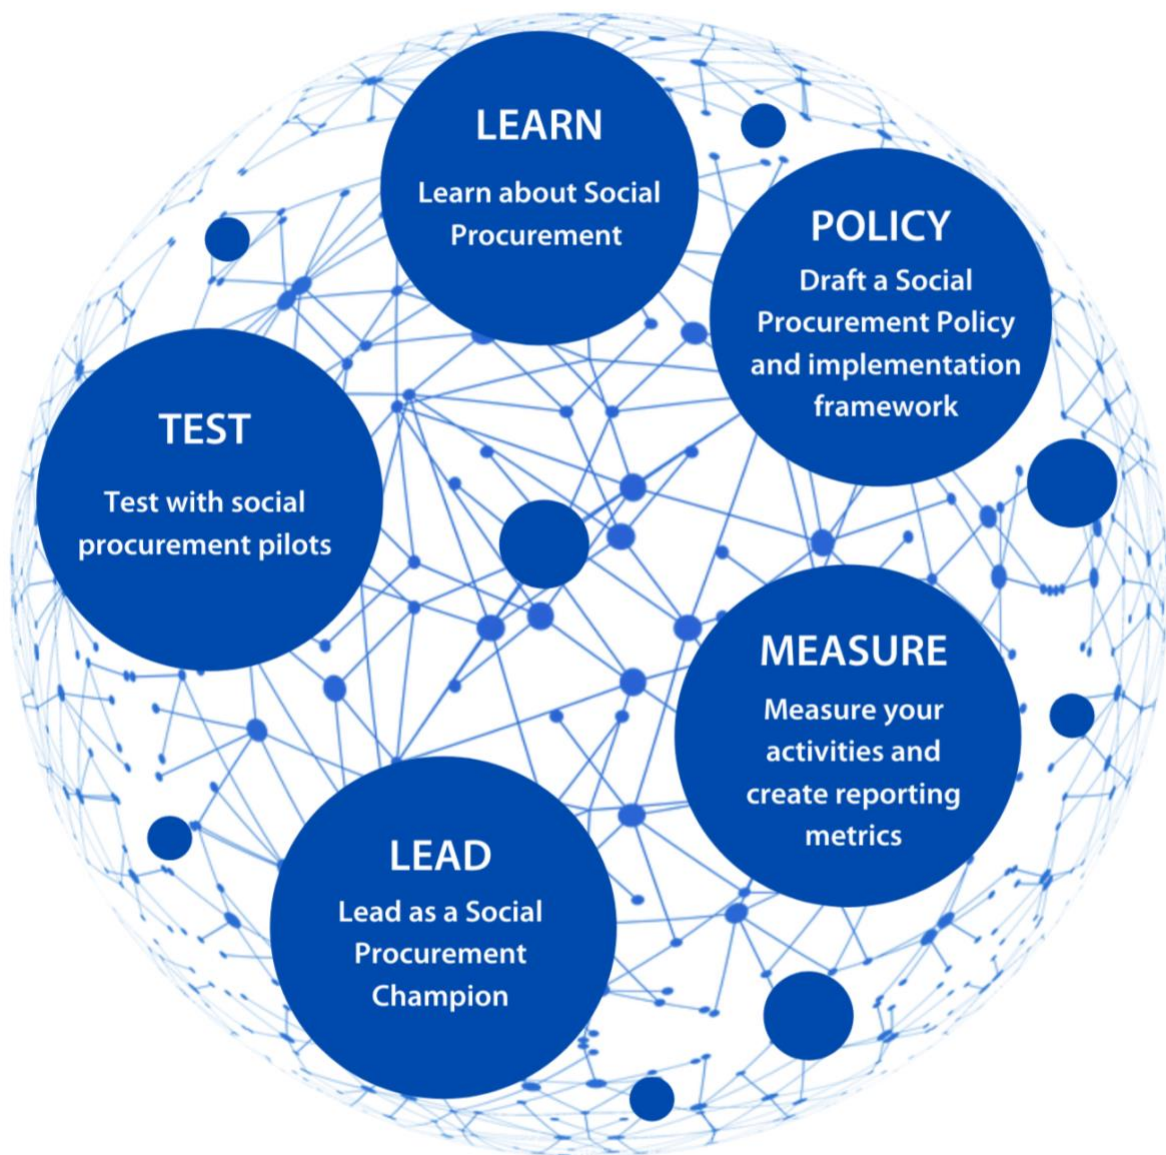 LEARN
Learn about Social
Procurement
POLICY
Draft a Social
Procurement Policy
and implementation
framework
TEST
Test with social
procurement pilots
MEASURE
Measure your
activities and
create reporting
metrics
LEAD
Lead as a Social
Procurement
Champion